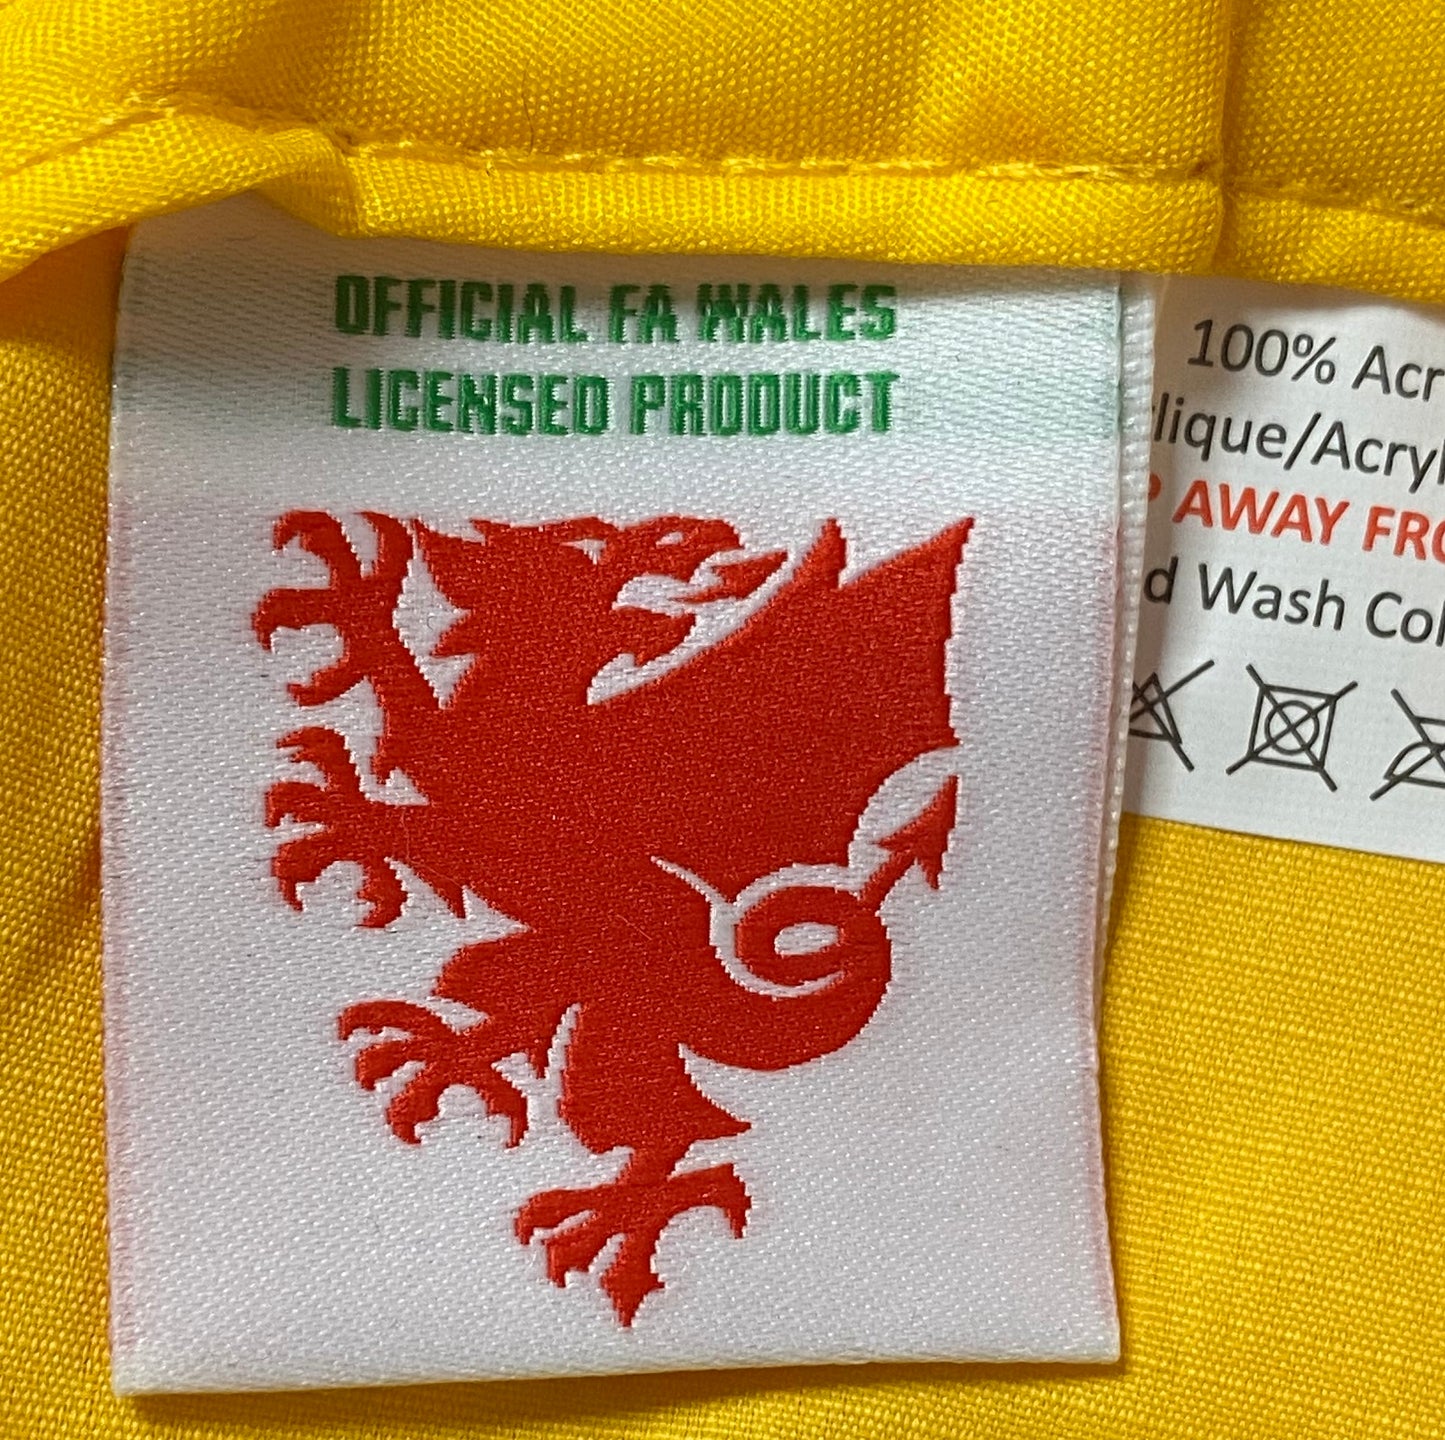 OFFICIAL FA WALES
LICENSED PRODUCT
100% Acr
lique/Acryl
AWAY FRO
d Wash Col